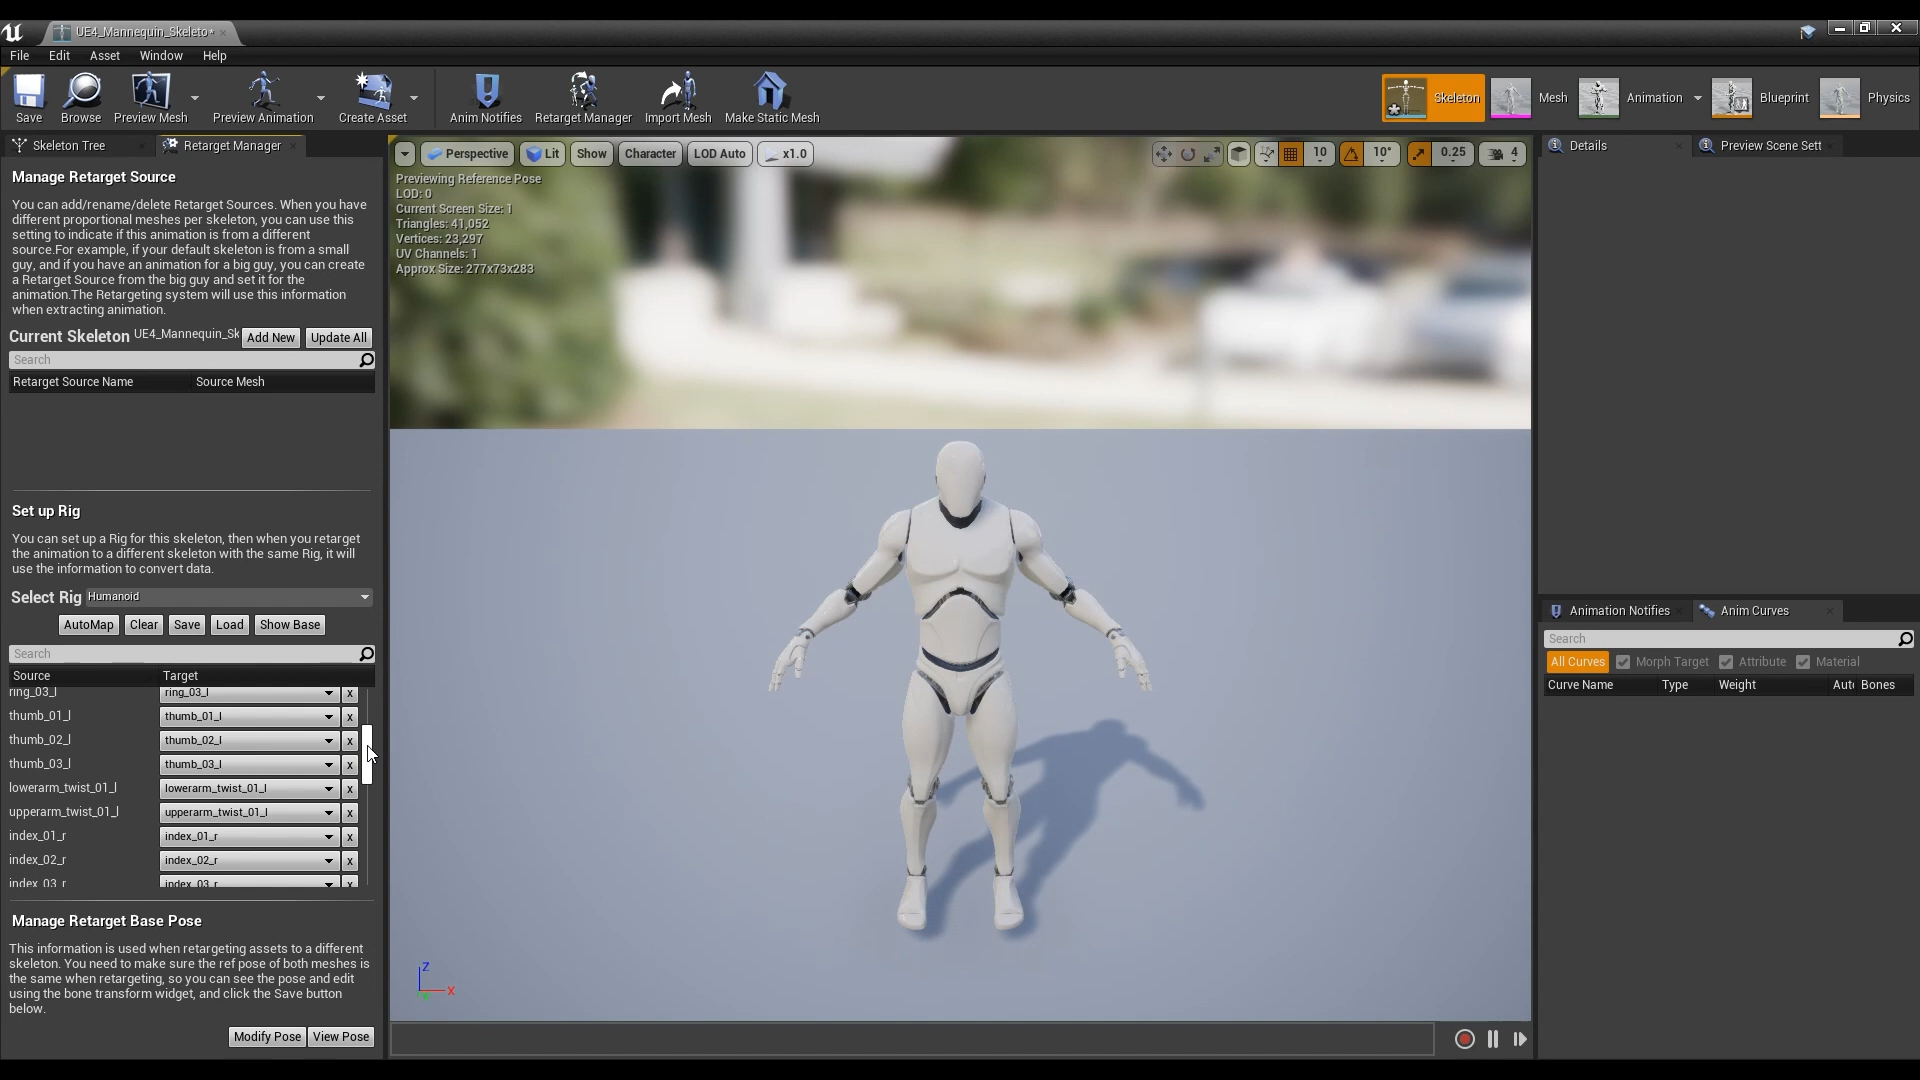 UE4_Mannequin_Skeleto*
File Edit Asset Window Help
Save Browse Preview Mesh Preview Animation Create Asset Anim Notifies Retarget Manager Import Mesh Make Static Mesh
Skeleton Mesh Animation Blueprint Physics
Skeleton Tree Retarget Manager
Manage Retarget Source
You can add/rename/delete Retarget Sources. When you have
different proportional meshes per skeleton, you can use this
setting to indicate if this animation is from a different
source.For example, if your default skeleton is from a small
guy, and if you have an animation for a big guy, you can create
a Retarget Source from the big guy and set it for the
animation.The Retargeting system will use this information
when extracting animation.
Current Skeleton UE4_Mannequin_Sk Add New Update All
Search
Retarget Source Name Source Mesh
Set up Rig
You can set up a Rig for this skeleton, then when you retarget
the animation to a different skeleton with the same Rig, it will
use the information to convert data.
Select Rig Humanoid
AutoMap Clear Save Load Show Base
Search
Source Target
ring_03_l ring_03_l x
thumb_01_l thumb_01_l x
thumb_02_l thumb_02_l x
thumb_03_l thumb_03_l x
lowerarm_twist_01_l lowerarm_twist_01_l x
upperarm_twist_01_l upperarm_twist_01_l x
index_01_r index_01_r x
index_02_r index_02_r x
index_03_r index_03_r x
Manage Retarget Base Pose
This information is used when retargeting assets to a different
skeleton. You need to make sure the ref pose of both meshes is
the same when retargeting, so you can see the pose and edit
using the bone transform widget, and click the Save button
below.
Modify Pose View Pose
Perspective Lit Show Character LOD Auto x1.0
10 10° 0.25 4
Previewing Reference Pose
LOD: 0
Current Screen Size: 1
Triangles: 41,052
Vertices: 23,297
UV Channels: 1
Approx Size: 277x73x283
Z
X
Details Preview Scene Sett
Animation Notifies Anim Curves
Search
All Curves Morph Target Attribute Material
Curve Name Type Weight Aut Bones